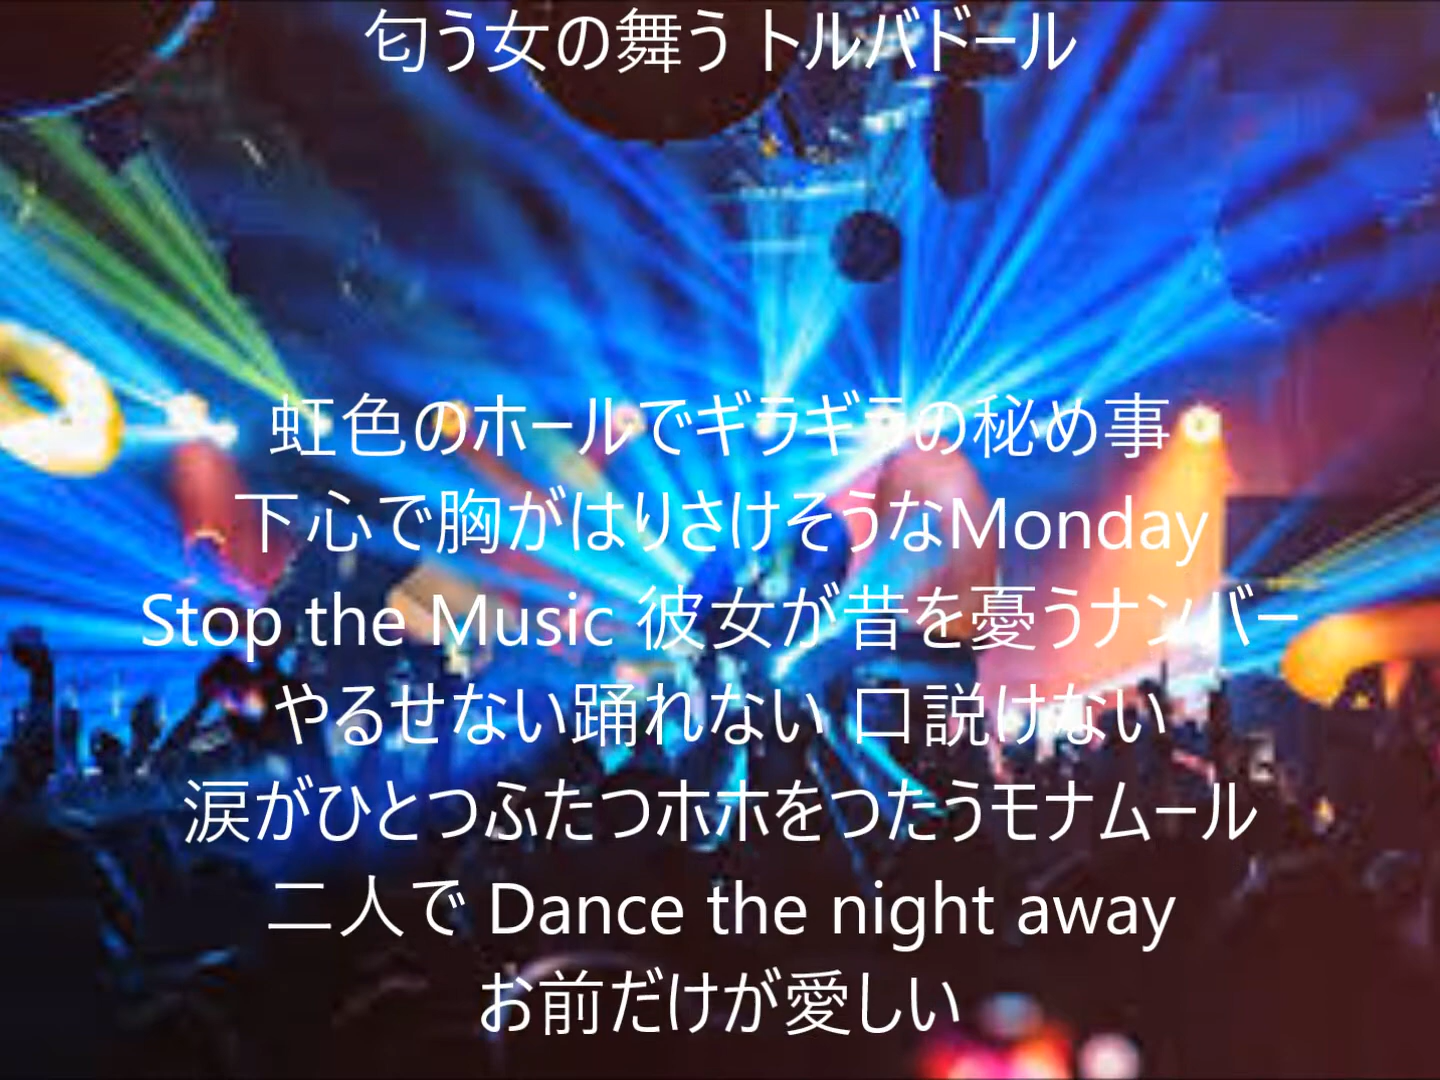 匂う女の舞うトルバドール
虹色のホールでギラギラの秘め事
下心で胸がはりさけそうなMonday
Stop the Music 彼女が昔を憂うナンバー
やるせない踊れない 口説けない
涙がひとつふたつホホをつたうモナムール
二人で Dance the night away
お前だけが愛しい